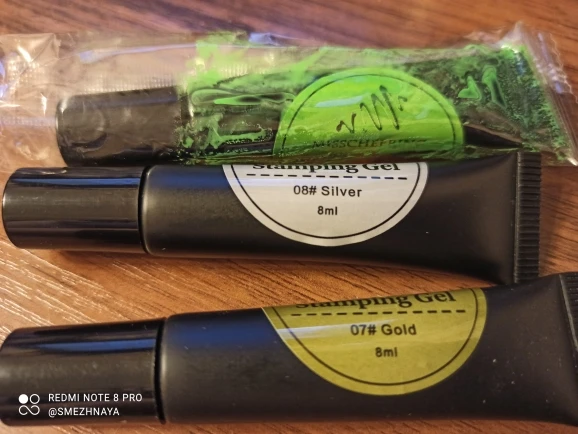 Stamping Gel
08# Silver
8ml
Stamping Gel
07# Gold
8ml
REDMI NOTE 8 PRO
@SMEZHNAYA